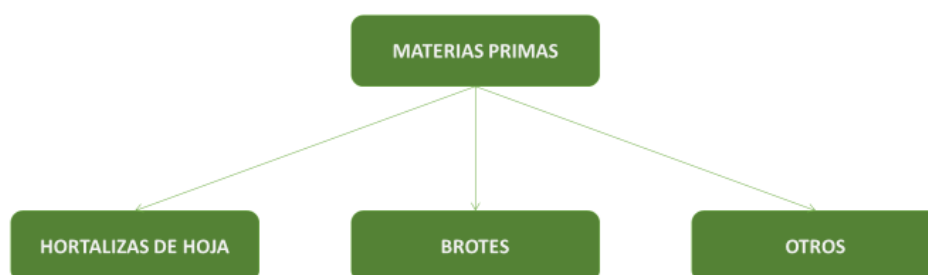 MATERIAS PRIMAS
HORTALIZAS DE HOJA
BROTES
OTROS